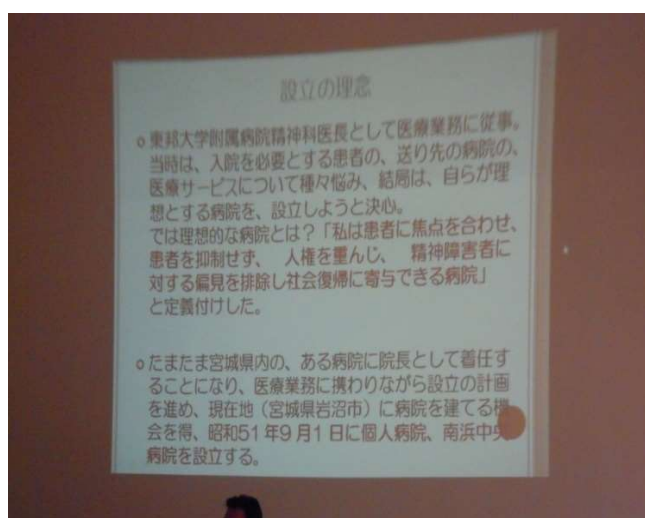 設立の理念
○東邦大学附属病院精神科医長として医療業務に従事。
当時は、入院を必要とする患者の、送り先の病院の、
医療サービスについて種々悩み、結局は、自らが理
想とする病院を、設立しようと決心。
では理想的な病院とは?「私は患者に焦点を合わせ、
患者を抑制せず、 人権を重んじ、 精神障害者に
対する偏見を排除し社会復帰に寄与できる病院」
と定義付けした。
○たまたま宮城県内の、ある病院に院長として着任す
ることになり、医療業務に携わりながら設立の計画
を進め、現在地(宮城県岩沼市)に病院を建てる機
会を得、昭和51年9月1日に個人病院、南浜中央
病院を設立する。